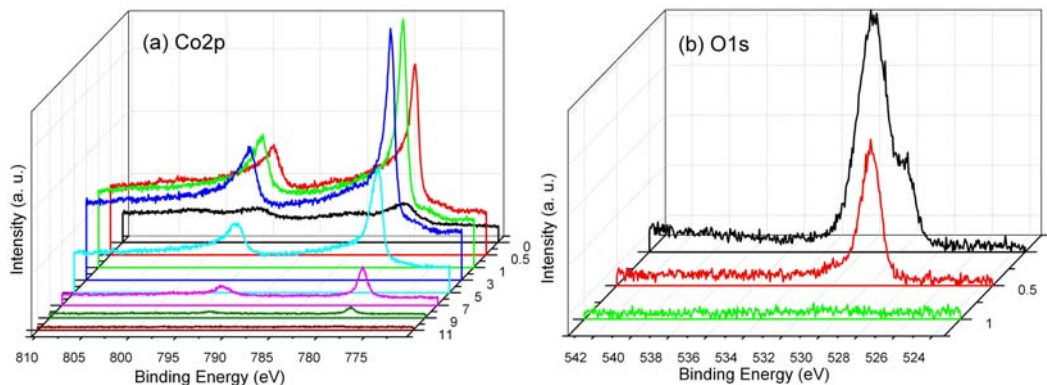 (a) Co2p
Intensity (a. u.)
0
0.5
1
3
5
7
9
11
810 805 800 795 790 785 780 775
Binding Energy (eV)
(b) O1s
Intensity (a. u.)
0.5
1
542 540 538 536 534 532 530 528 526 524
Binding Energy (eV)